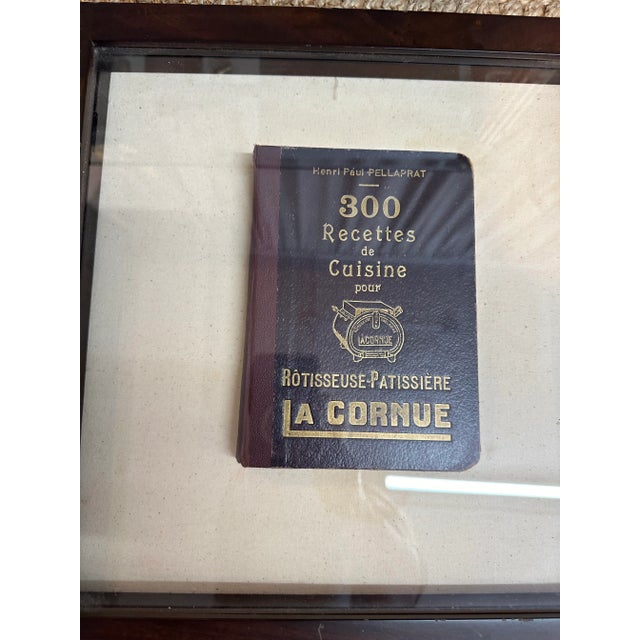 Henri Paul PELLAPRAT
300
Recettes
de
Cuisine
pour
LACORNUE
RÔTISSEUSE-PATISSIÈRE
LA CORNUE